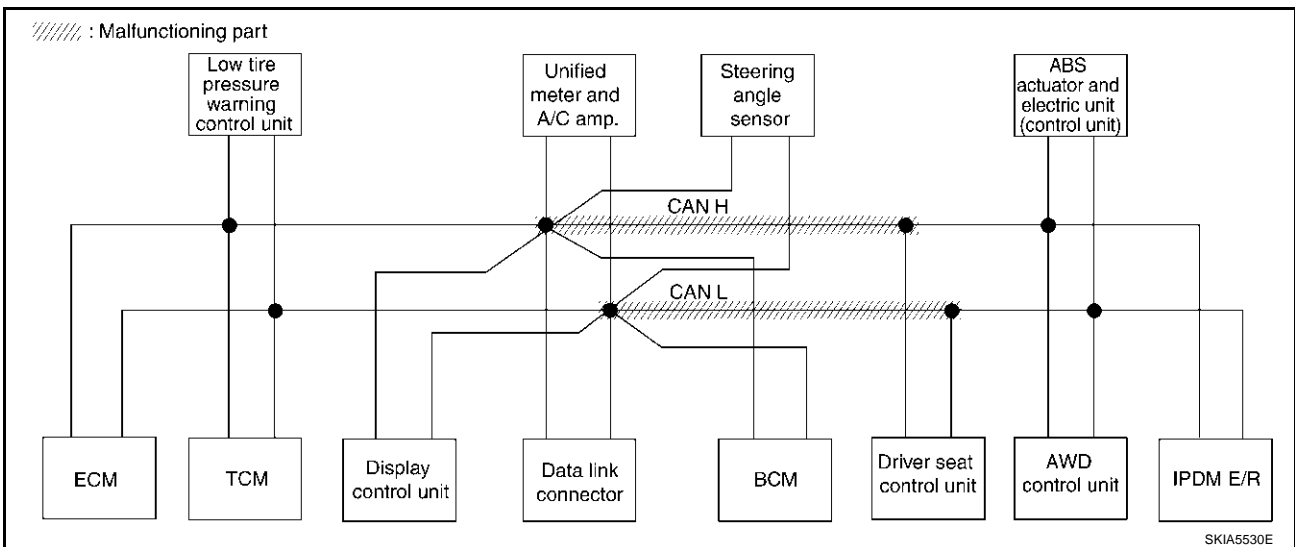 : Malfunctioning part
Low tire
pressure
warning
control unit
Unified
meter and
A/C amp.
Steering
angle
sensor
ABS
actuator and
electric unit
(control unit)
CAN H
CAN L
ECM
TCM
Display
control unit
Data link
connector
BCM
Driver seat
control unit
AWD
control unit
IPDM E/R
SKIA5530E